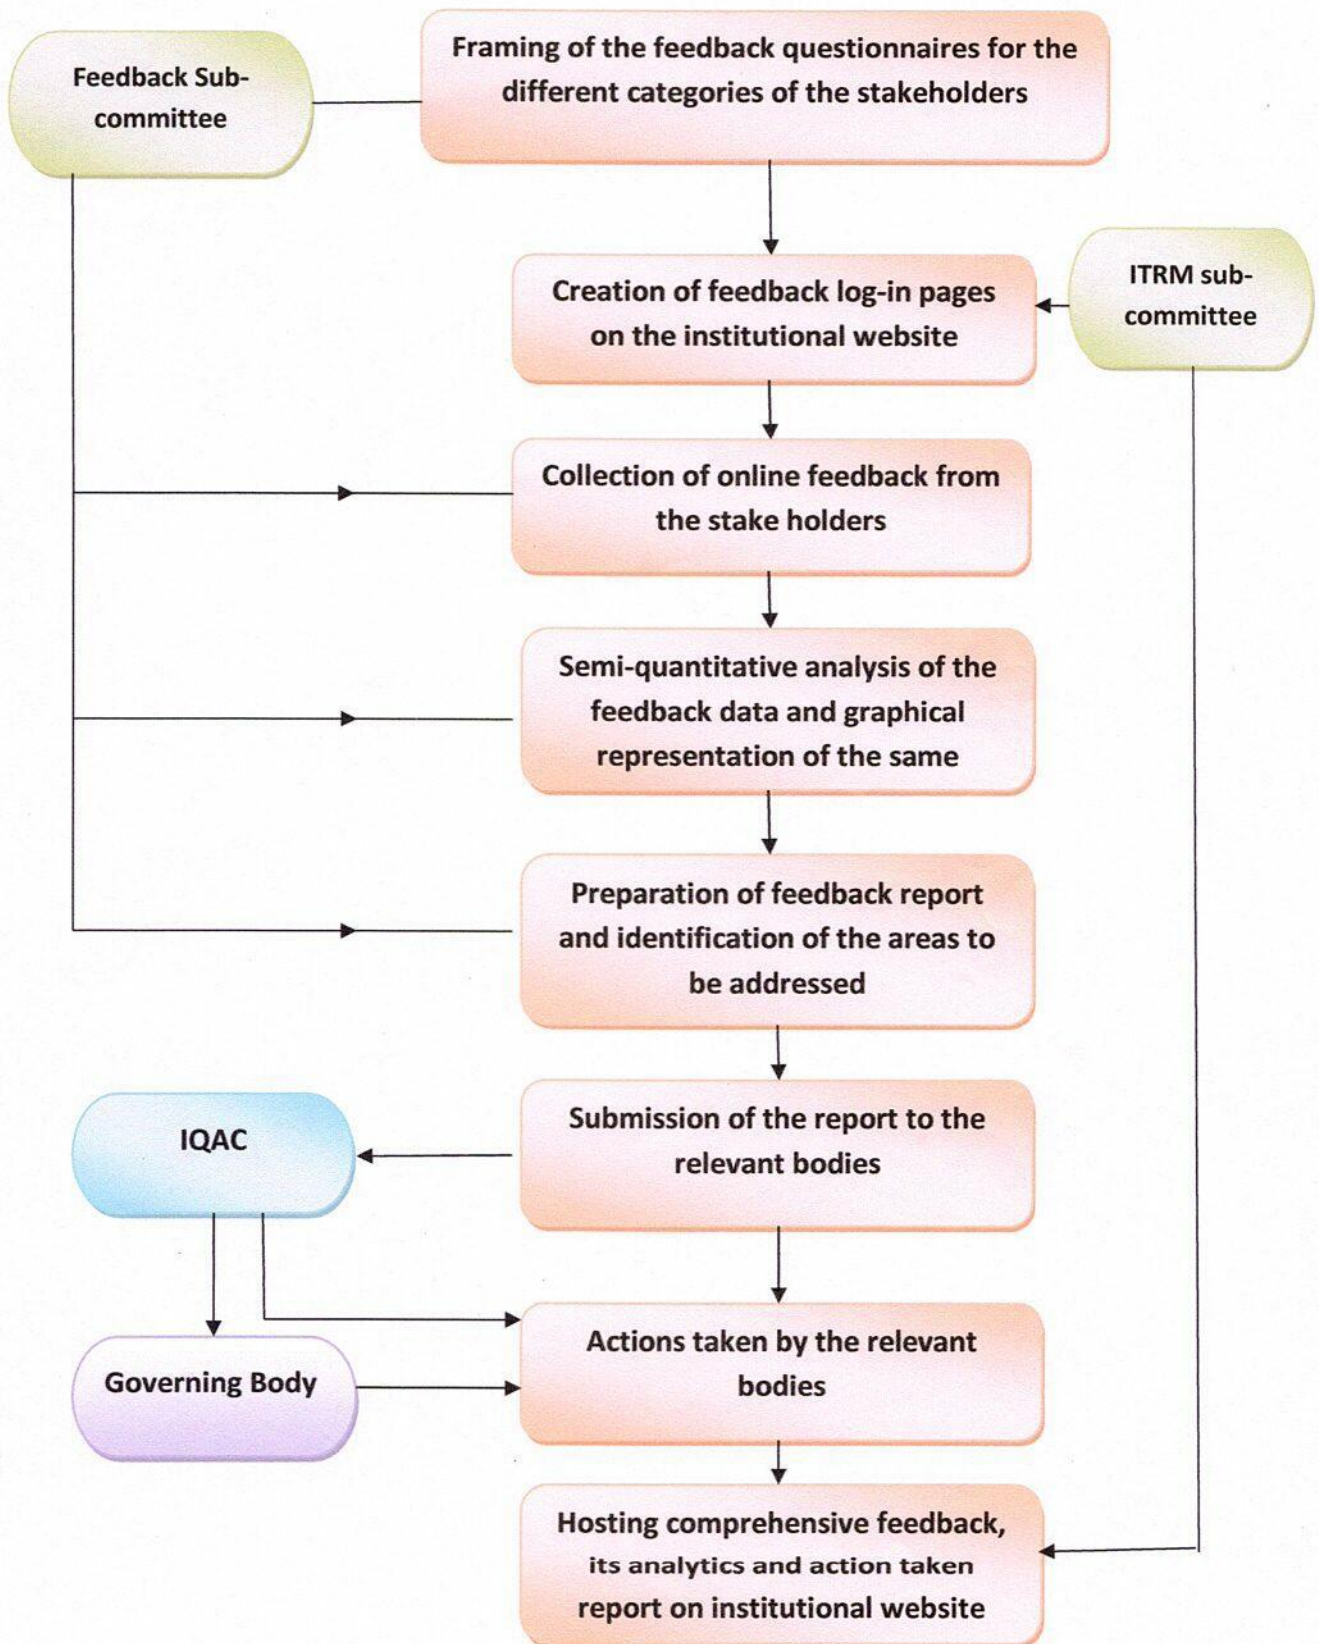 Framing of the feedback questionnaires for the
different categories of the stakeholders
Feedback Sub-
committee
Creation of feedback log-in pages
on the institutional website
ITRM sub-
committee
Collection of online feedback from
the stake holders
Semi-quantitative analysis of the
feedback data and graphical
representation of the same
Preparation of feedback report
and identification of the areas to
be addressed
Submission of the report to the
relevant bodies
IQAC
Actions taken by the relevant
bodies
Governing Body
Hosting comprehensive feedback,
its analytics and action taken
report on institutional website